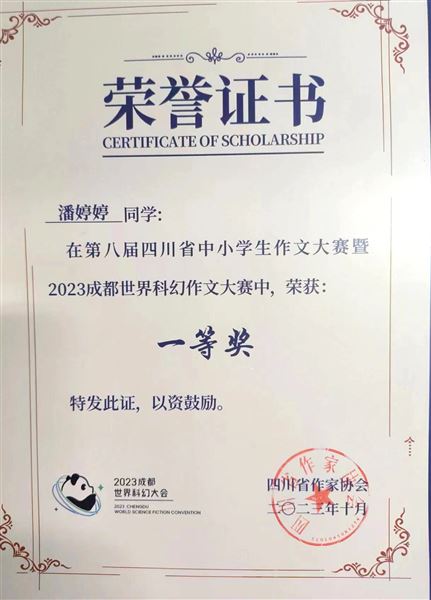 荣誉证书
CERTIFICATE OF SCHOLARSHIP
潘婷婷 同学:
在第八届四川省中小学生作文大赛暨
2023成都世界科幻作文大赛中，荣获：
一等奖
特发此证，以资鼓励。
2023成都
世界科幻大会
2023 CHENGDU
WORLD SCIENCE FICTION CONVENTION
四川省作家协会
二〇二三年十月